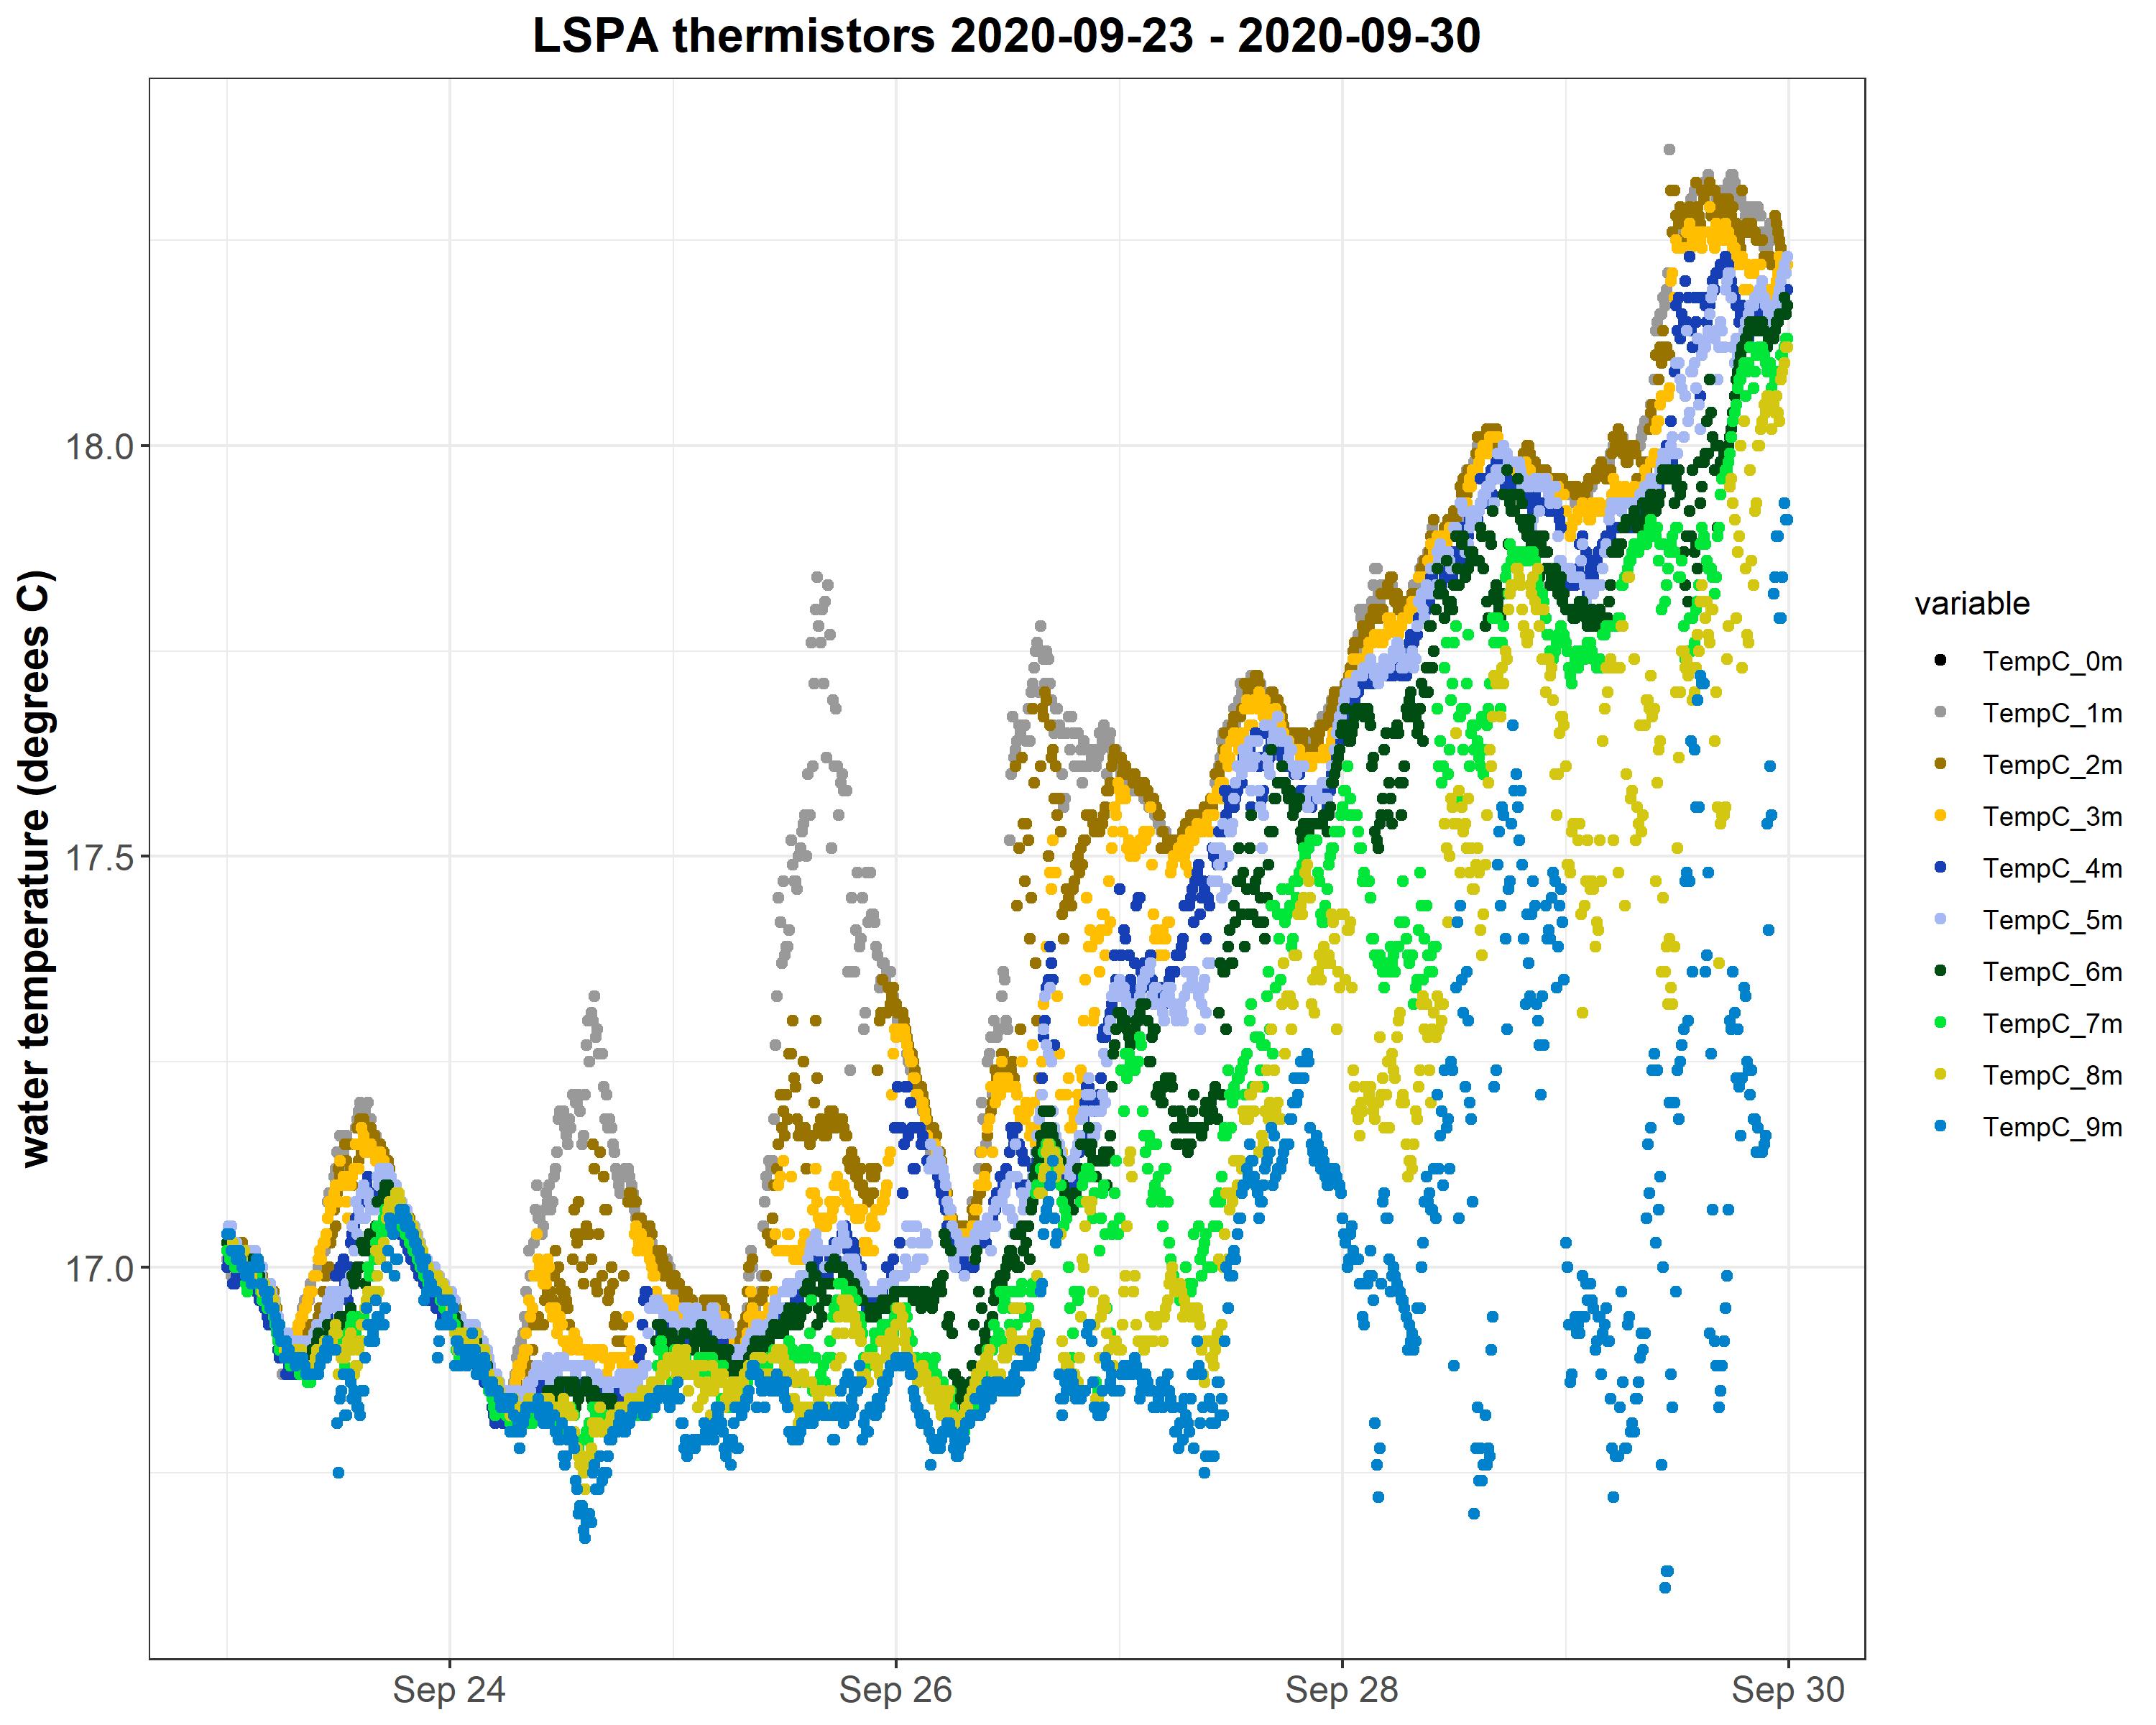 LSPA thermistors 2020-09-23 - 2020-09-30
water temperature (degrees C)
18.0
17.5
17.0
Sep 24
Sep 26
Sep 28
Sep 30
variable
TempC_0m
TempC_1m
TempC_2m
TempC_3m
TempC_4m
TempC_5m
TempC_6m
TempC_7m
TempC_8m
TempC_9m